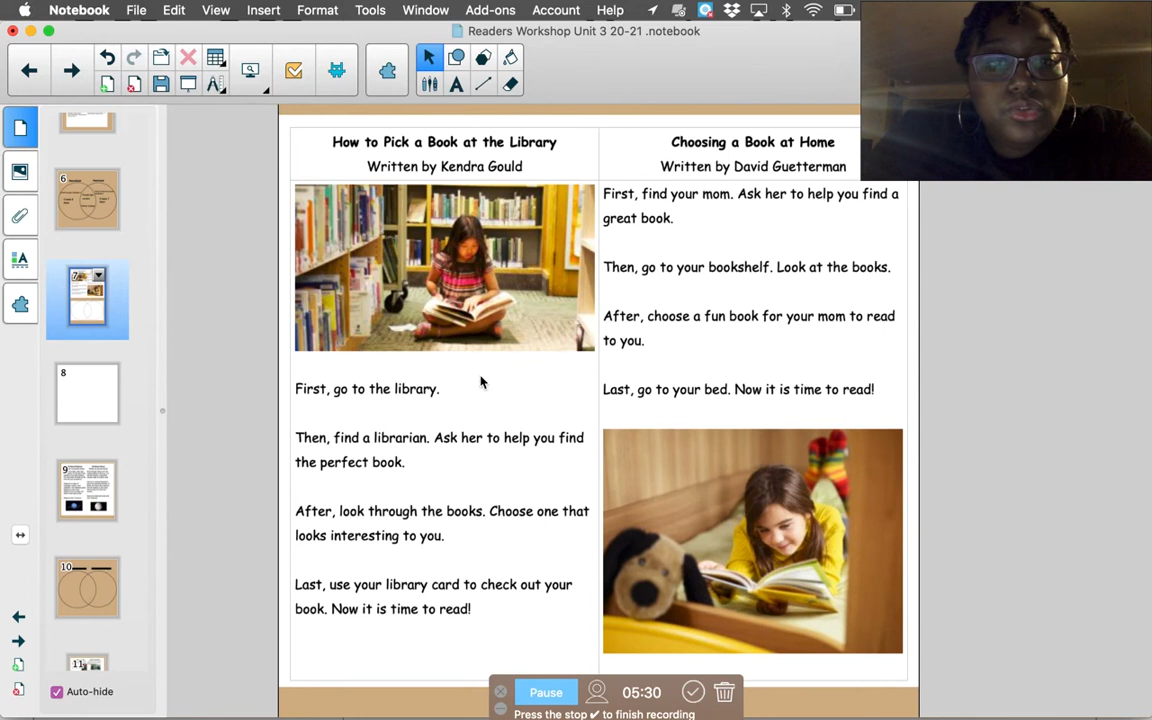 Notebook File Edit View Insert Format Tools Window Add-ons Account Help
Readers Workshop Unit 3 20-21 .notebook
How to Pick a Book at the Library
Written by Kendra Gould
First, go to the library.
Then, find a librarian. Ask her to help you find
the perfect book.
After, look through the books. Choose one that
looks interesting to you.
Last, use your library card to check out your
book. Now it is time to read!
Choosing a Book at Home
Written by David Guetterman
First, find your mom. Ask her to help you find a
great book.
Then, go to your bookshelf. Look at the books.
After, choose a fun book for your mom to read
to you.
Last, go to your bed. Now it is time to read!
6
7
8
9
10
11
Auto-hide
Pause 05:30
Press the stop ✔ to finish recording